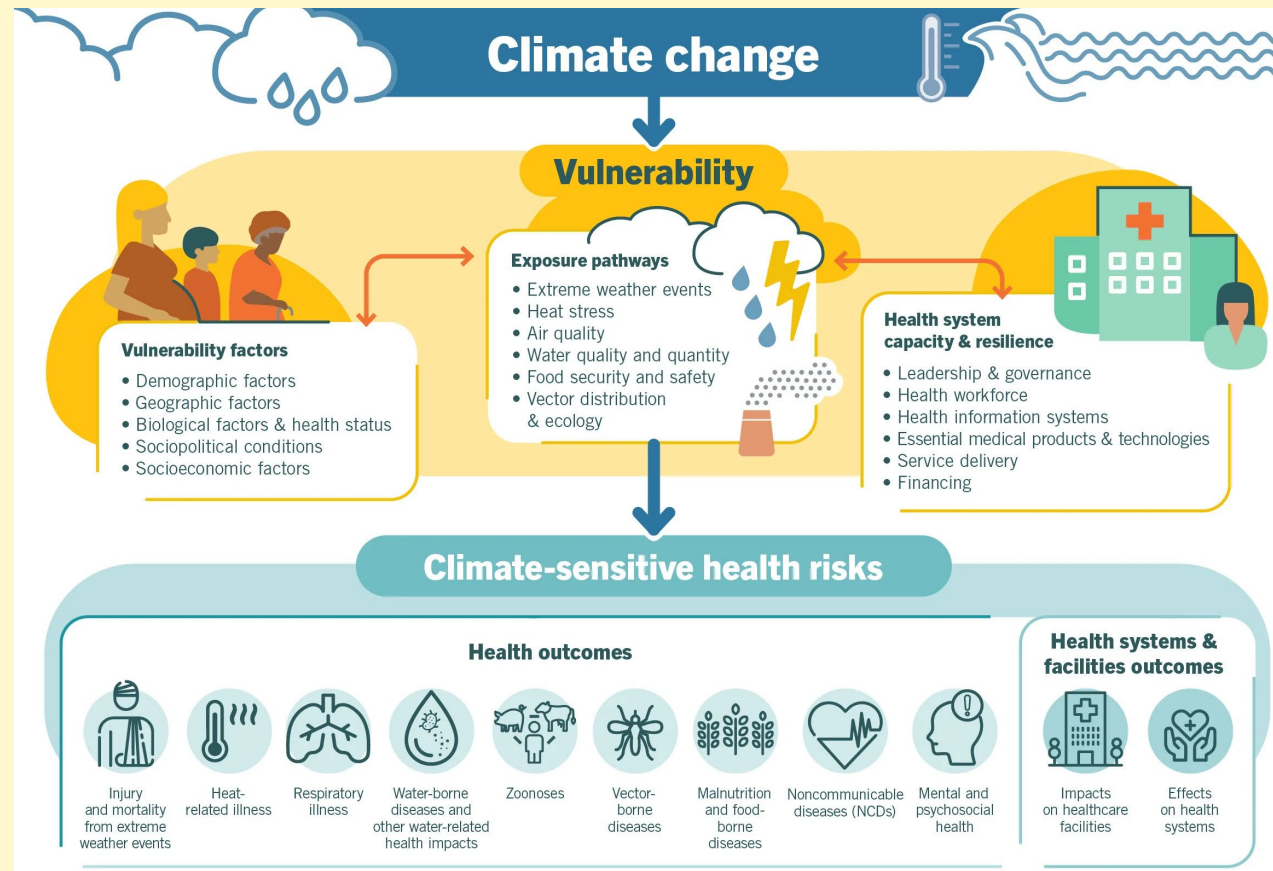 Climate change
Vulnerability
Vulnerability factors
• Demographic factors
• Geographic factors
• Biological factors & health status
• Sociopolitical conditions
• Socioeconomic factors
Exposure pathways
• Extreme weather events
• Heat stress
• Air quality
• Water quality and quantity
• Food security and safety
• Vector distribution
& ecology
Health system
capacity & resilience
• Leadership & governance
• Health workforce
• Health information systems
• Essential medical products & technologies
• Service delivery
• Financing
Climate-sensitive health risks
Health outcomes
Injury
and mortality
from extreme
weather events
Heat-
related illness
Respiratory
illness
Water-borne
diseases and
other water-related
health impacts
Zoonoses
Vector-
borne
diseases
Malnutrition
and food-
borne
diseases
Noncommunicable
diseases (NCDs)
Mental and
psychosocial
health
Health systems &
facilities outcomes
Impacts
on healthcare
facilities
Effects
on health
systems